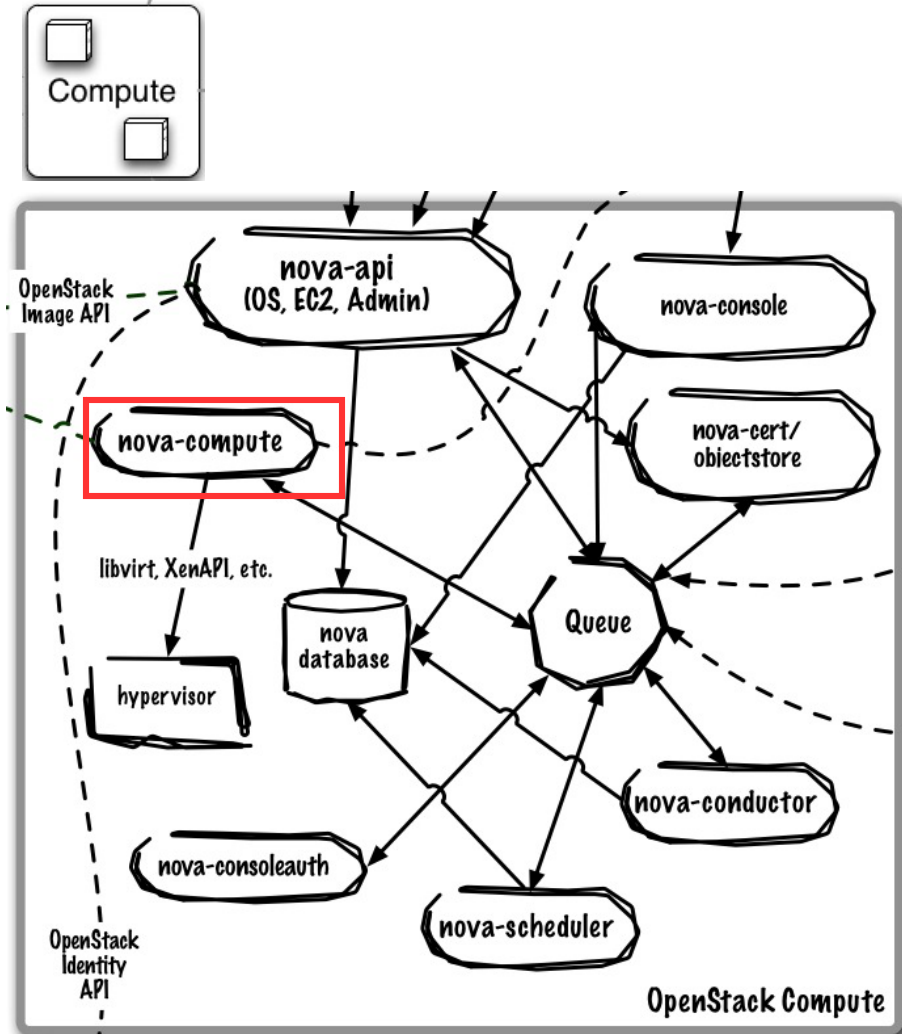 Compute
nova-api
(OS, EC2, Admin)
OpenStack
Image API
nova-console
nova-compute
nova-cert/
obiectstore
libvirt, XenAPI, etc.
Queue
nova
database
hypervisor
nova-conductor
nova-consoleauth
nova-scheduler
OpenStack
Identity
API
OpenStack Compute